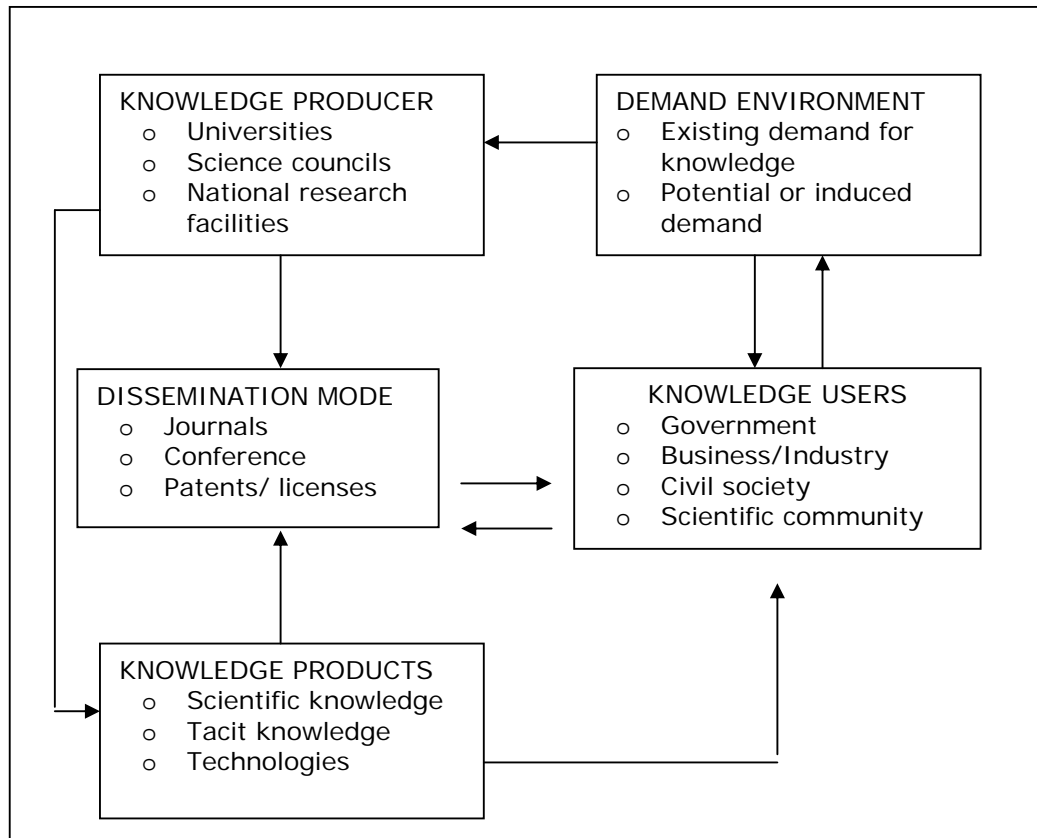 KNOWLEDGE PRODUCER
o Universities
o Science councils
o National research
facilities
DEMAND ENVIRONMENT
o Existing demand for
knowledge
o Potential or induced
demand
DISSEMINATION MODE
o Journals
o Conference
o Patents/ licenses
KNOWLEDGE USERS
o Government
o Business/Industry
o Civil society
o Scientific community
KNOWLEDGE PRODUCTS
o Scientific knowledge
o Tacit knowledge
o Technologies